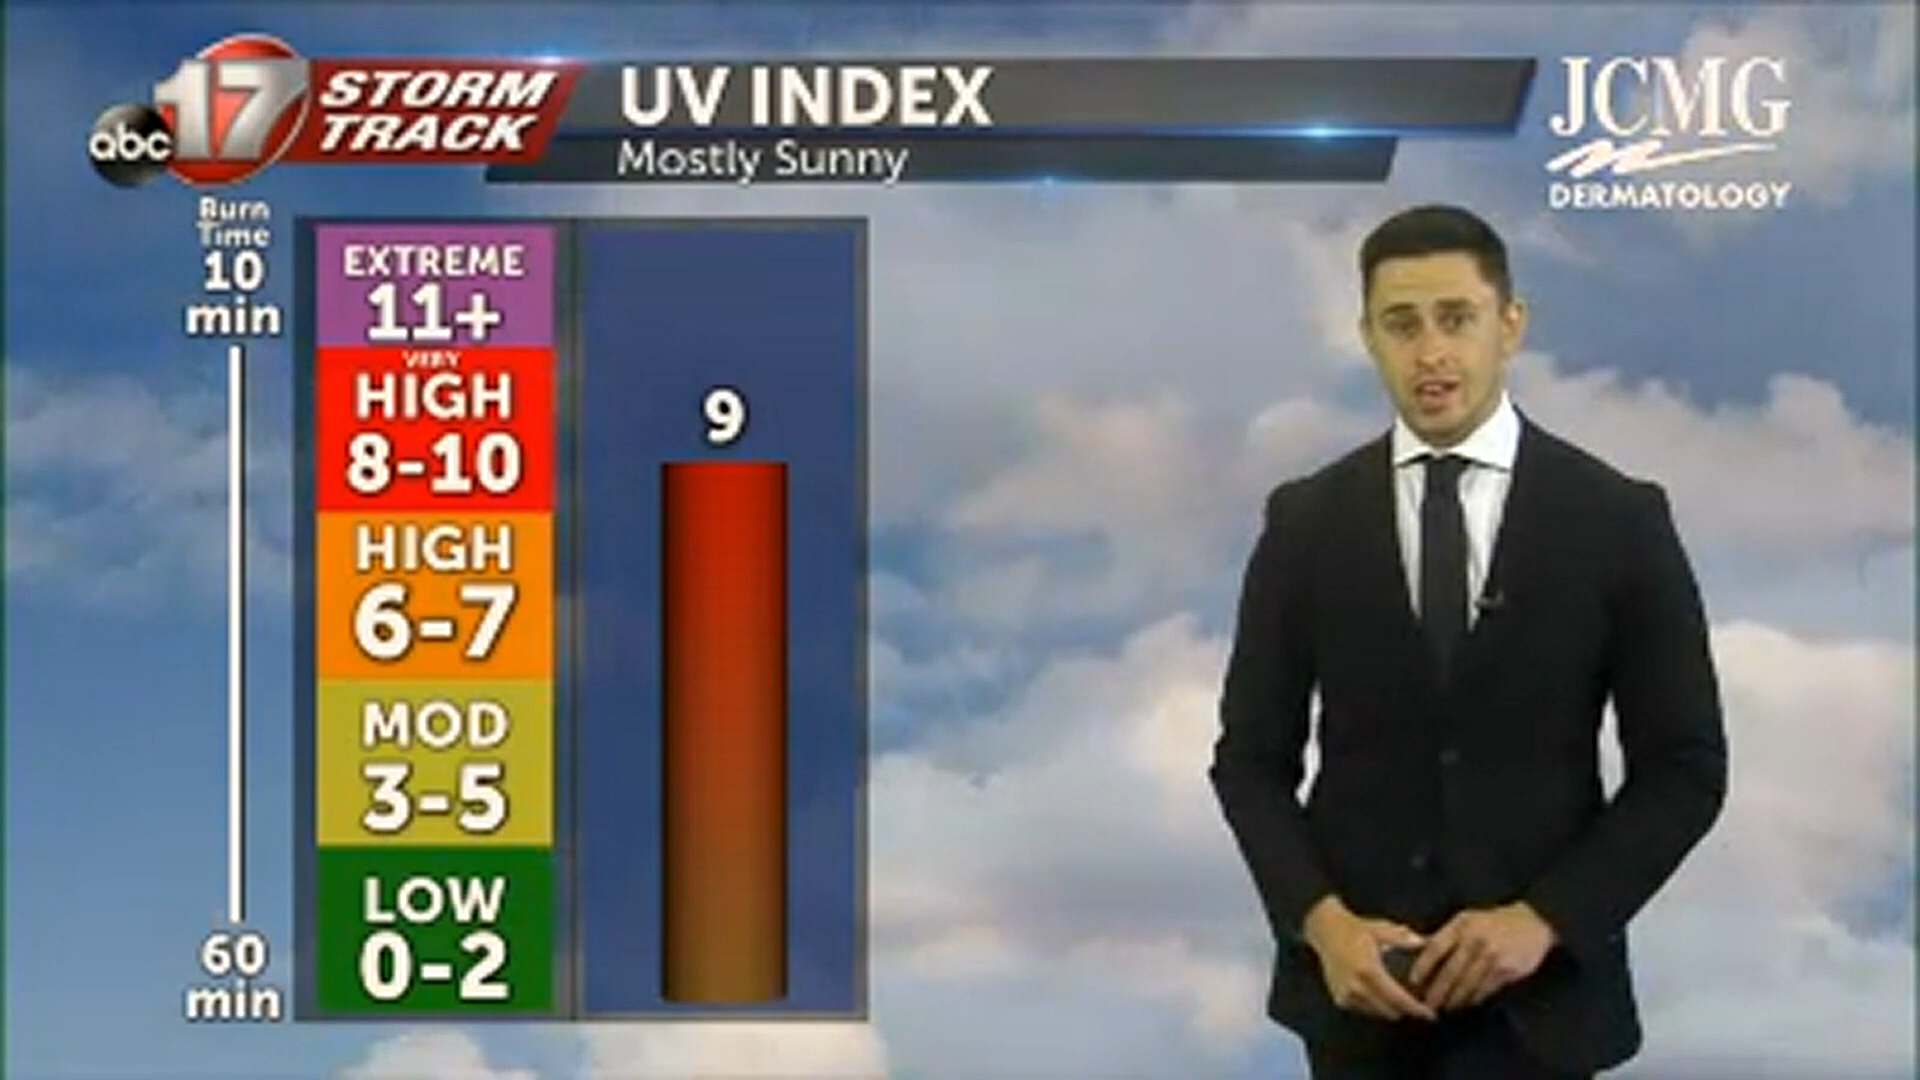 abc 17 STORM TRACK
UV INDEX
Mostly Sunny
JCMG
DERMATOLOGY
Burn
Time
10
min
60
min
EXTREME
11+
VERY
HIGH
8-10
HIGH
6-7
MOD
3-5
LOW
0-2
9